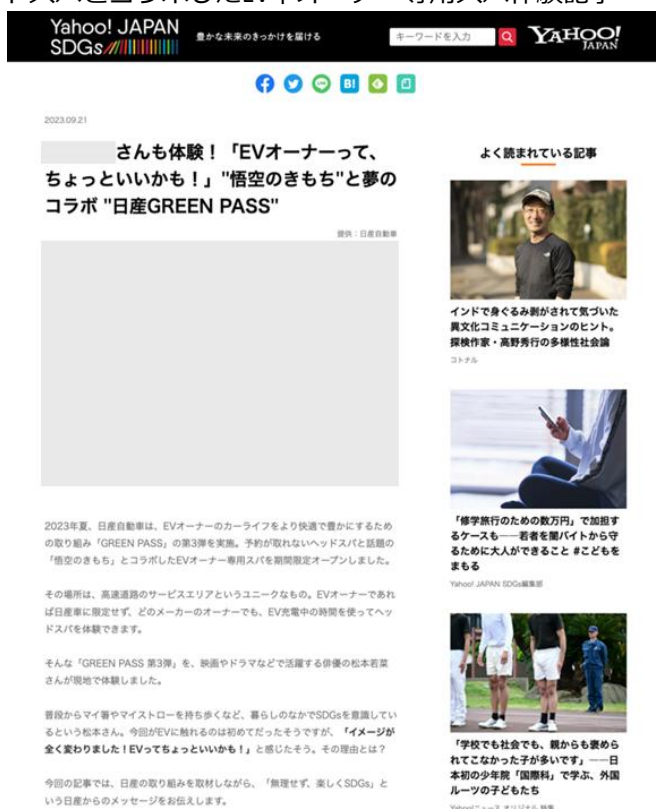 Yahoo! JAPAN
SDGs
豊かな未来のきっかけを届ける
キーワードを入力
YAHOO!
JAPAN
B!
2023.09.21
さんも体験！「EVオーナーって、
ちょっといいかも！」"悟空のきもち"と夢の
コラボ "日産GREEN PASS"
提供：日産自動車
2023年夏、日産自動車は、EVオーナーのカーライフをより快適で豊かにするため
の取り組み「GREEN PASS」の第3弾を実施。予約が取れないヘッドスパと話題の
「悟空のきもち」とコラボしたEVオーナー専用スパを期間限定オープンしました。
その場所は、高速道路のサービスエリアというユニークなもの。EVオーナーであれ
ば日産車に限定せず、どのメーカーのオーナーでも、EV充電中の時間を使ってヘッ
ドスパを体験できます。
そんな「GREEN PASS 第3弾」を、映画やドラマなどで活躍する俳優の松本若菜
さんが現地で体験しました。
普段からマイ箸やマイストローを持ち歩くなど、暮らしのなかでSDGsを意識してい
るという松本さん。今回がEVに触れるのは初めてだったそうですが、「イメージが
全く変わりました！EVってちょっといいかも！」と感じたそう。その理由とは？
今回の記事では、日産の取り組みを取材しながら、「無理せず、楽しくSDGs」と
いう日産からのメッセージをお伝えします。
よく読まれている記事
インドで身ぐるみ剥がされて気づいた
異文化コミュニケーションのヒント。
探検作家・高野秀行の多様性社会論
コトナル
「修学旅行のための数万円」で加担す
るケースも――若者を闇バイトから守
るために大人ができること #こどもを
まもる
Yahoo! JAPAN SDGs編集部
「学校でも社会でも、親からも褒めら
れてこなかった子が多いです」――日
本初の少年院「国際科」で学ぶ、外国
ルーツの子どもたち
Yahoo!ニュース オリジナル 特集